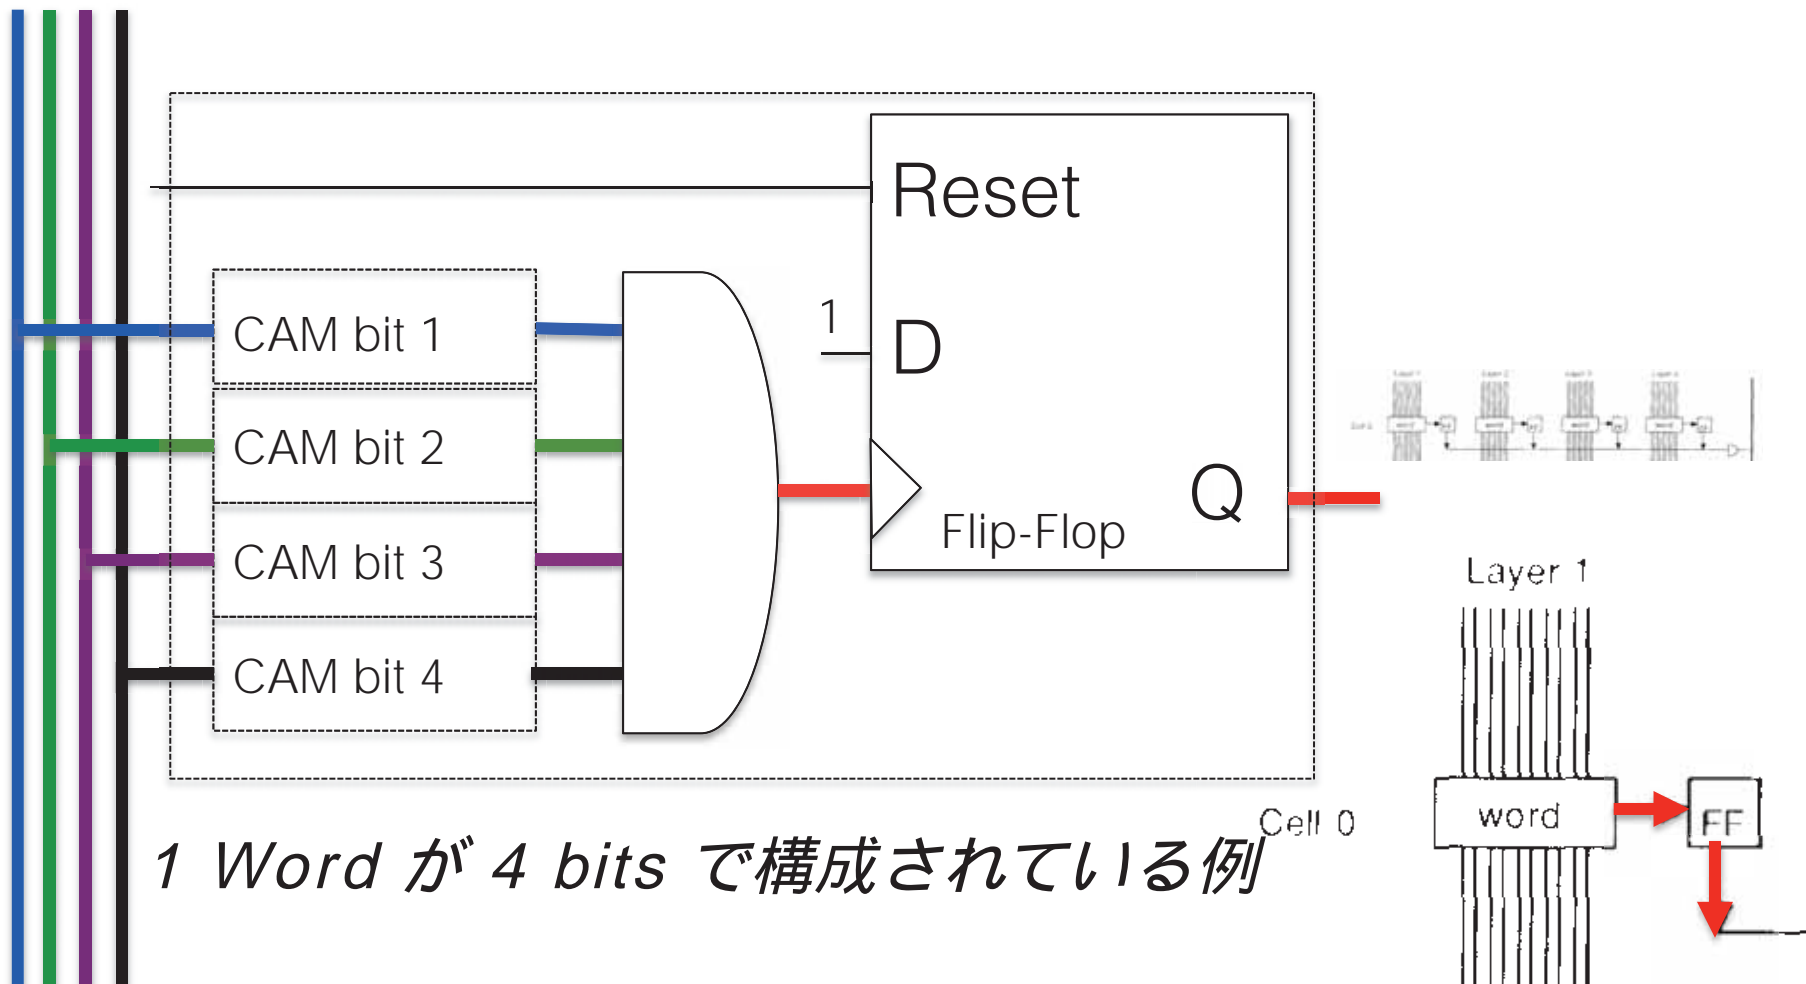 Reset
1
D
CAM bit 1
CAM bit 2
CAM bit 3
CAM bit 4
Q
Flip-Flop
Layer 1
word
FF
Cell 0
1 Word が 4 bits で構成されている例